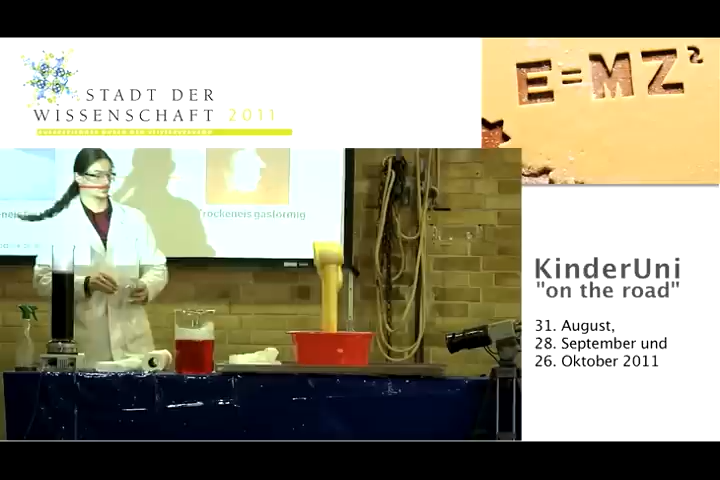 STADT DER
WISSENSCHAFT 2011
E=MZ²
Trockeneis gasförmig
KinderUni
"on the road"
31. August,
28. September und
26. Oktober 2011